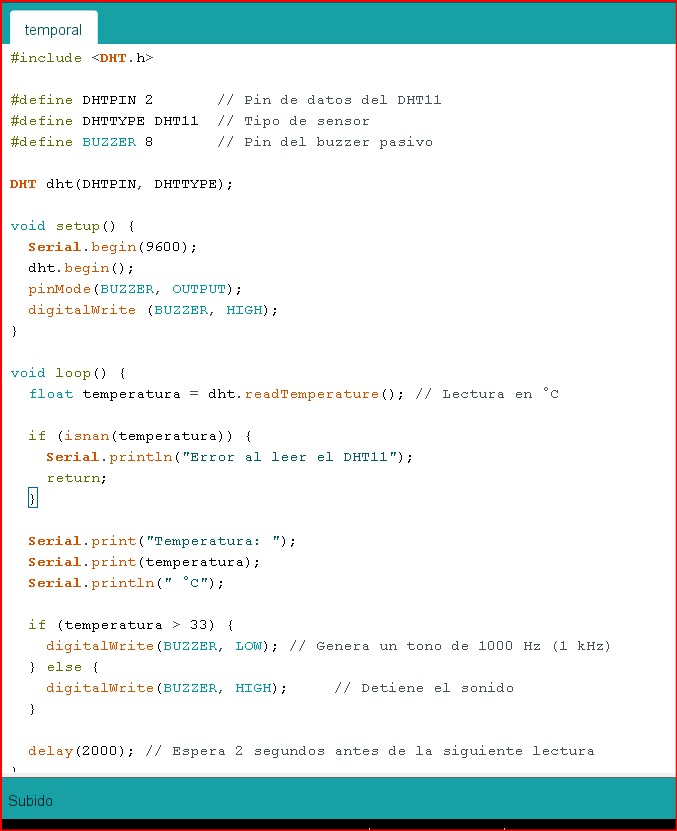 temporal
#include <DHT.h>
#define DHTPIN 2       // Pin de datos del DHT11
#define DHTTYPE DHT11  // Tipo de sensor
#define BUZZER 8       // Pin del buzzer pasivo
DHT dht(DHTPIN, DHTTYPE);
void setup() {
  Serial.begin(9600);
  dht.begin();
  pinMode(BUZZER, OUTPUT);
  digitalWrite (BUZZER, HIGH);
}
void loop() {
  float temperatura = dht.readTemperature(); // Lectura en °C
  if (isnan(temperatura)) {
    Serial.println("Error al leer el DHT11");
    return;
  }
  Serial.print("Temperatura: ");
  Serial.print(temperatura);
  Serial.println(" °C");
  if (temperatura > 33) {
    digitalWrite(BUZZER, LOW); // Genera un tono de 1000 Hz (1 kHz)
  } else {
    digitalWrite(BUZZER, HIGH);     // Detiene el sonido
  }
  delay(2000); // Espera 2 segundos antes de la siguiente lectura
}
Subido